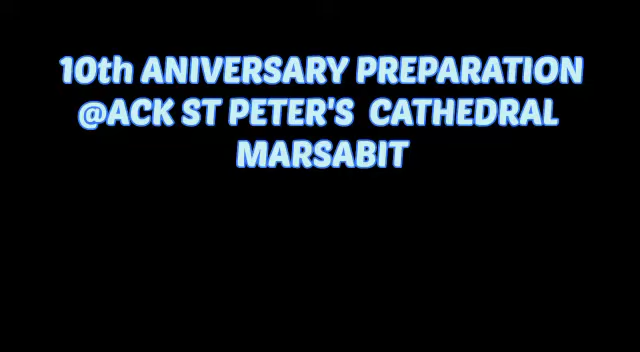 10th ANIVERSARY PREPARATION
@ACK ST PETER'S CATHEDRAL
MARSABIT